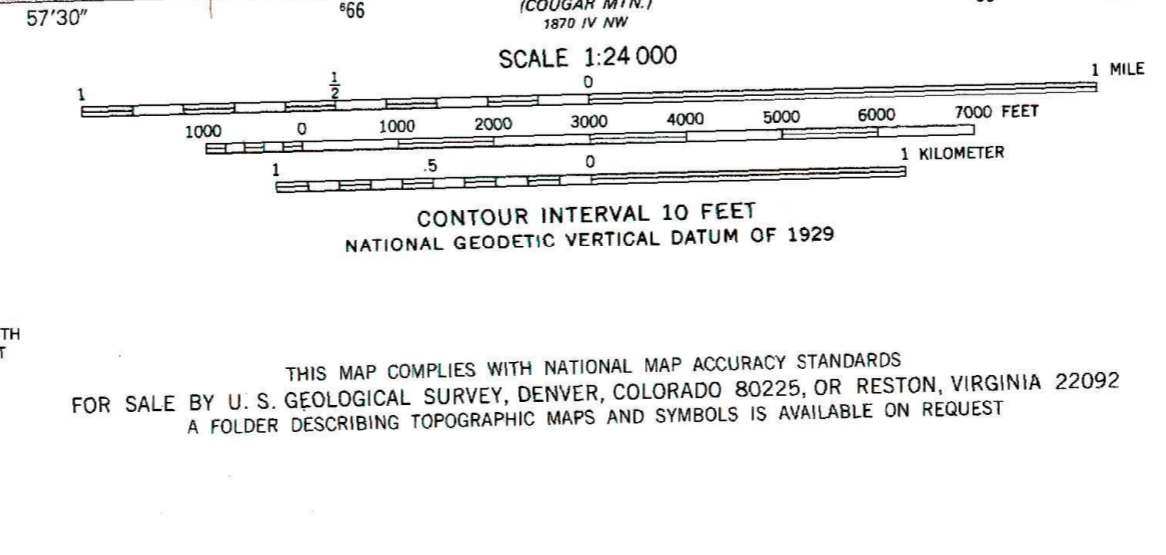 57'30"
⁶66
(COUGAR MTN.)
1870 IV NW
SCALE 1:24 000
1 ½ 0 1 MILE
1000 0 1000 2000 3000 4000 5000 6000 7000 FEET
1 .5 0 1 KILOMETER
CONTOUR INTERVAL 10 FEET
NATIONAL GEODETIC VERTICAL DATUM OF 1929
TH
THIS MAP COMPLIES WITH NATIONAL MAP ACCURACY STANDARDS
FOR SALE BY U. S. GEOLOGICAL SURVEY, DENVER, COLORADO 80225, OR RESTON, VIRGINIA 22092
A FOLDER DESCRIBING TOPOGRAPHIC MAPS AND SYMBOLS IS AVAILABLE ON REQUEST